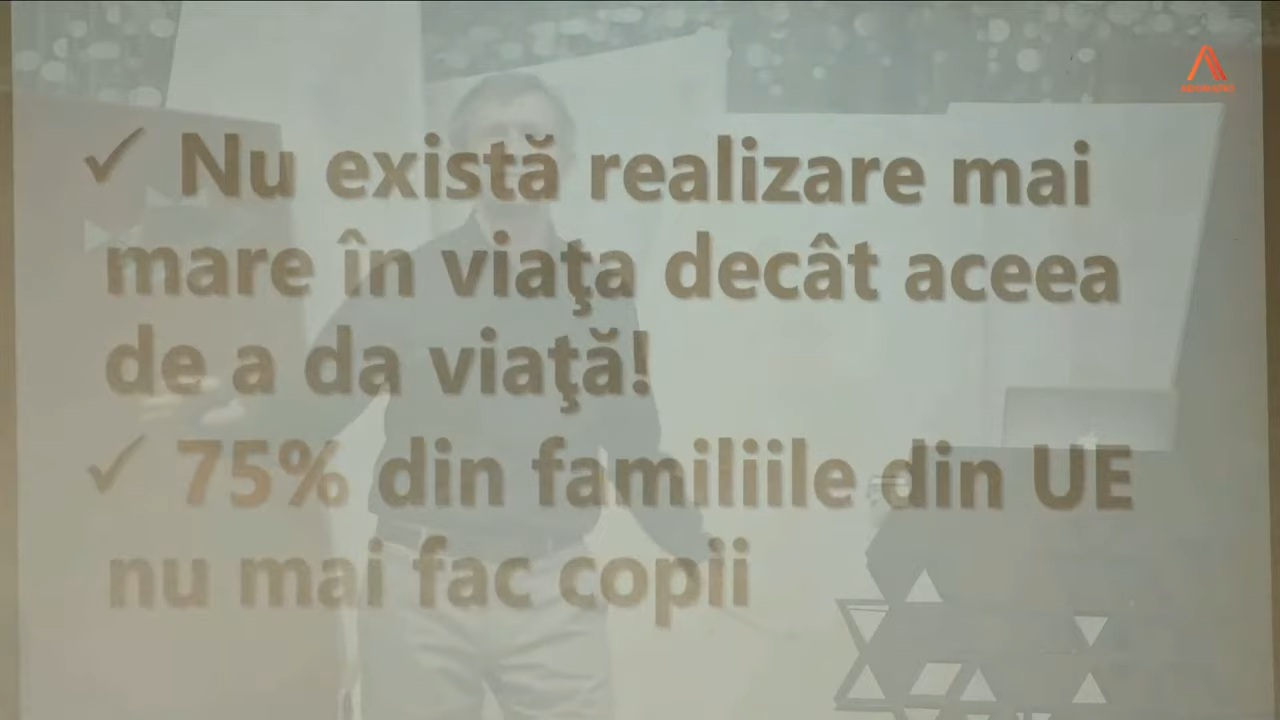 ✓ Nu există realizare mai
mare în viaţa decât aceea
de a da viaţă!
✓ 75% din familiile din UE
nu mai fac copii